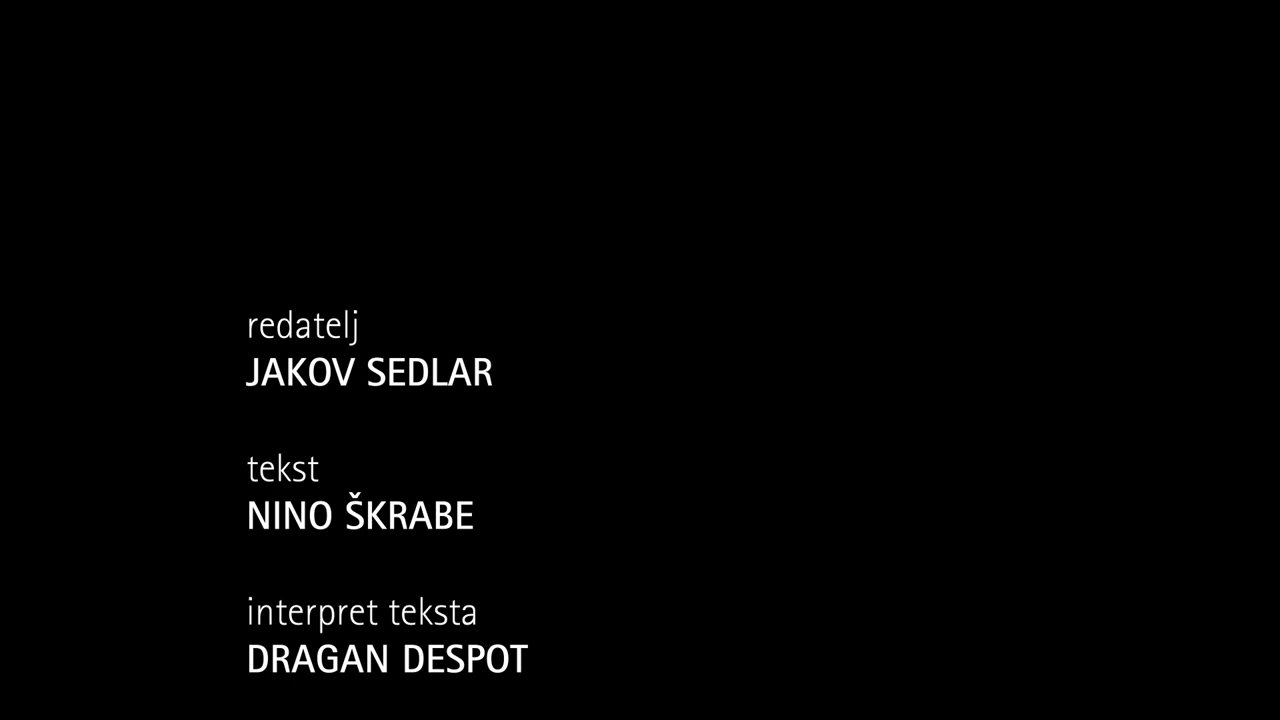 redatelj
JAKOV SEDLAR
tekst
NINO ŠKRABE
interpret teksta
DRAGAN DESPOT